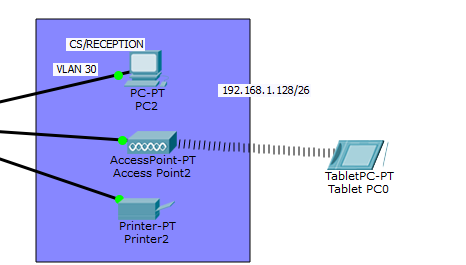 CS/RECEPTION
VLAN 30
PC-PT
PC2
192.168.1.128/26
AccessPoint-PT
Access Point2
TabletPC-PT
Tablet PC0
Printer-PT
Printer2